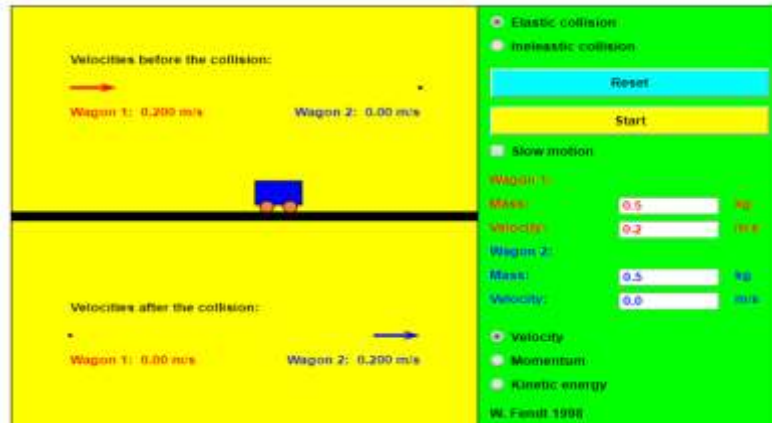 Velocities before the collision:
Wagon 1: 0.200 m/s
Wagon 2: 0.00 m/s
Velocities after the collision:
Wagon 1: 0.00 m/s
Wagon 2: 0.200 m/s
Elastic collision
Ineleastic collision
Reset
Start
Slow motion
Wagon 1:
Mass: 0.5 kg
Velocity: 0.2 m/s
Wagon 2:
Mass: 0.5 kg
Velocity: 0.0 m/s
Velocity
Momentum
Kinetic energy
W. Fendt 1998